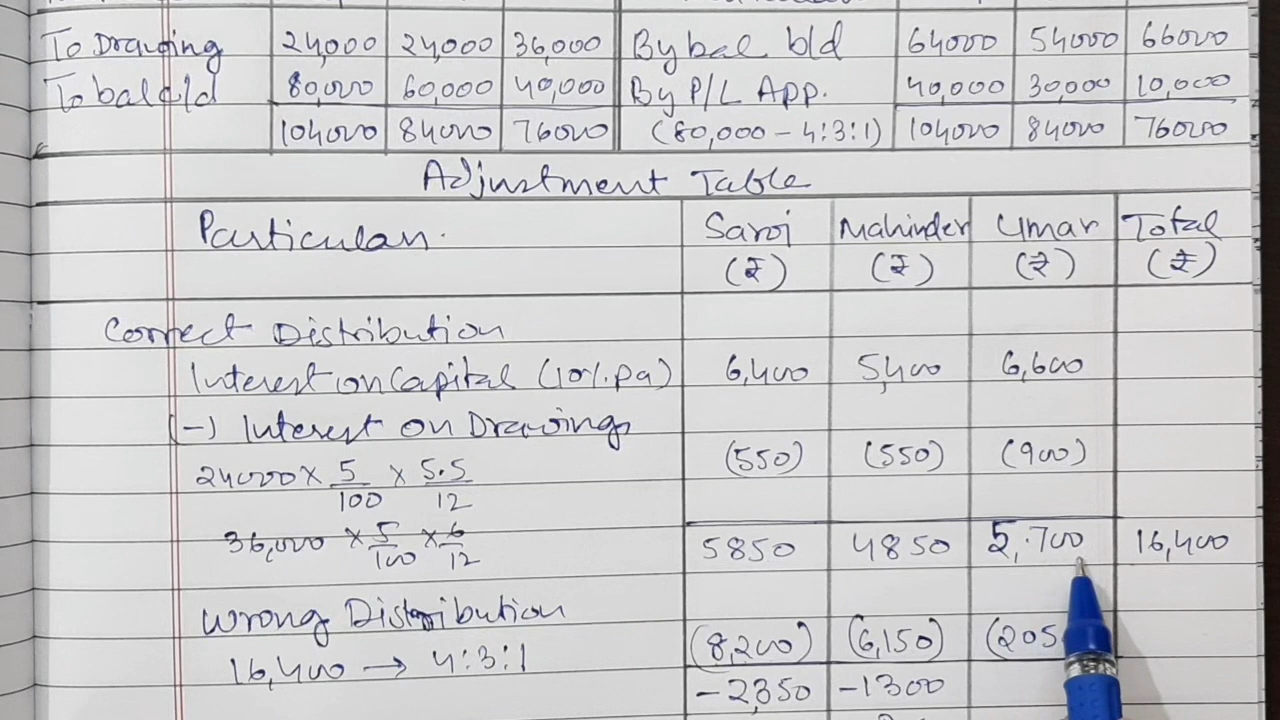 To Drawing 24,000 24,000 36,000 By bal b/d 64000 54000 66000
To bal c/d 80,000 60,000 40,000 By P/L App. 40,000 30,000 10,000
104000 84000 76000 (80,000 - 4:3:1) 104000 84000 76000
Adjustment Table
Particulars. Saroj Mahinder Umar Total
(₹) (₹) (₹) (₹)
Correct Distribution
Interest on Capital (10%.pa) 6,400 5,400 6,600
(-) Interest on Drawings
24000 × 5/100 × 5.5/12 (550) (550) (900)
36,000 × 5/100 × 6/12 5850 4850 5,700 16,400
Wrong Distribution
16,400 → 4:3:1 (8,200) (6,150) (205
-2,350 -1300